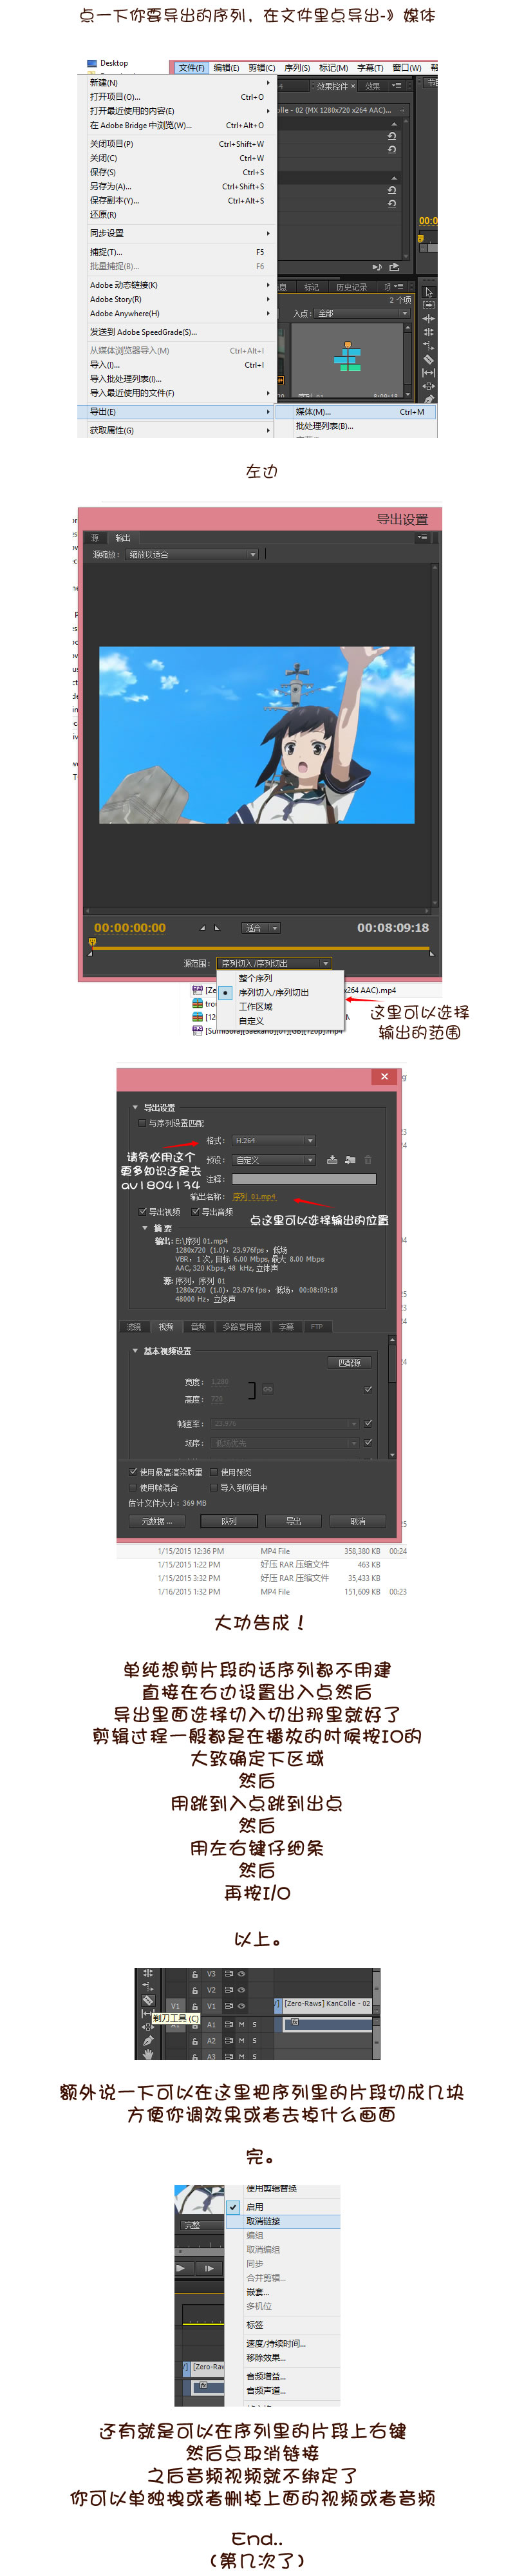 点一下你要导出的序列，在文件里点导出-》媒体
Desktop
文件(F) 编辑(E) 剪辑(C) 序列(S) 标记(M) 字幕(T) 窗口(W)
新建(N)
打开项目(O)... Ctrl+O
打开最近使用的内容(E)
在 Adobe Bridge 中浏览(W)... Ctrl+Alt+O
关闭项目(P) Ctrl+Shift+W
关闭(C) Ctrl+W
保存(S) Ctrl+S
另存为(A)... Ctrl+Shift+S
保存副本(Y)... Ctrl+Alt+S
还原(R)
同步设置
捕捉(T)... F5
批量捕捉(B)... F6
Adobe 动态链接(K)
Adobe Story(R)
Adobe Anywhere(H)
发送到 Adobe SpeedGrade(S)...
从媒体浏览器导入(M) Ctrl+Alt+I
导入(I)... Ctrl+I
导入批处理列表(I)...
导入最近使用的文件(F)
导出(E)
获取属性(G)
效果控件 × 效果
olle - 02 (MX 1280x720 x264 AAC)...
00:0
息 标记 历史记录
2 个项
入点: 全部
序列 01 8:09:18
媒体(M)... Ctrl+M
批处理列表(B)...
左边
导出设置
源 输出
源缩放: 缩放以适合
00:00:00:00 适合 00:08:09:18
源范围: 序列切入/序列切出
整个序列
序列切入/序列切出
工作区域
自定义
[Ze x264 AAC).mp4
trou
[12
[SumiSora][Saekano][01][GB][720p].mp4
这里可以选择
输出的范围
导出设置
与序列设置匹配
格式: H.264
预设: 自定义
注释:
输出名称: 序列 01.mp4
请务必用这个
更多知识还是去
av1804134
点这里可以选择输出的位置
导出视频 导出音频
摘要
输出: E:\序列 01.mp4
1280x720 (1.0), 23.976fps, 低场
VBR, 1 次, 目标 6.00 Mbps, 最大 8.00 Mbps
AAC, 320 Kbps, 48 kHz, 立体声
源: 序列, 序列 01
1280x720 (1.0), 23.976 fps, 低场, 00:08:09:18
48000 Hz, 立体声
滤镜 视频 音频 多路复用器 字幕 FTP
基本视频设置
匹配源
宽度: 1,280
高度: 720
帧速率: 23.976
场序: 低场优先
使用最高渲染质量 使用预览
使用帧混合 导入到项目中
估计文件大小: 369 MB
元数据... 队列 导出 取消
1/15/2015 12:36 PM MP4 File 358,380 KB 00:24
1/15/2015 1:22 PM 好压 RAR 压缩文件 463 KB
1/15/2015 3:32 PM 好压 RAR 压缩文件 35,433 KB
1/16/2015 1:32 PM MP4 File 151,609 KB 00:23
大功告成！
单纯想剪片段的话序列都不用建
直接在右边设置出入点然后
导出里面选择切入切出那里就好了
剪辑过程一般都是在播放的时候按IO的
大致确定下区域
然后
用跳到入点跳到出点
然后
用左右键仔细条
然后
再按I/O
以上。
V3
V2
V1 V1 [Zero-Raws] KanColle - 02
剃刀工具 (C)
A1 A1 M S
A2 M S
A3 M S
额外说一下可以在这里把序列里的片段切成几块
方便你调效果或者去掉什么画面
完。
使用剪辑替换
启用
取消链接
编组
取消编组
同步
合并剪辑...
嵌套...
多机位
标签
速度/持续时间...
移除效果...
音频增益...
音频声道...
完整
[Zero-Raws
还有就是可以在序列里的片段上右键
然后点取消链接
之后音频视频就不绑定了
你可以单独拽或者删掉上面的视频或者音频
End..
(第几次了)